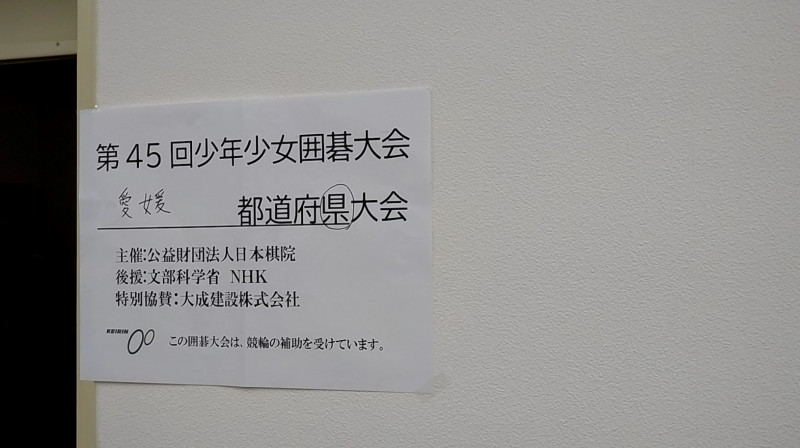 第45回少年少女囲碁大会
愛媛 都道府県大会
主催:公益財団法人日本棋院
後援:文部科学省 NHK
特別協賛:大成建設株式会社
KEIRIN この囲碁大会は、競輪の補助を受けています。